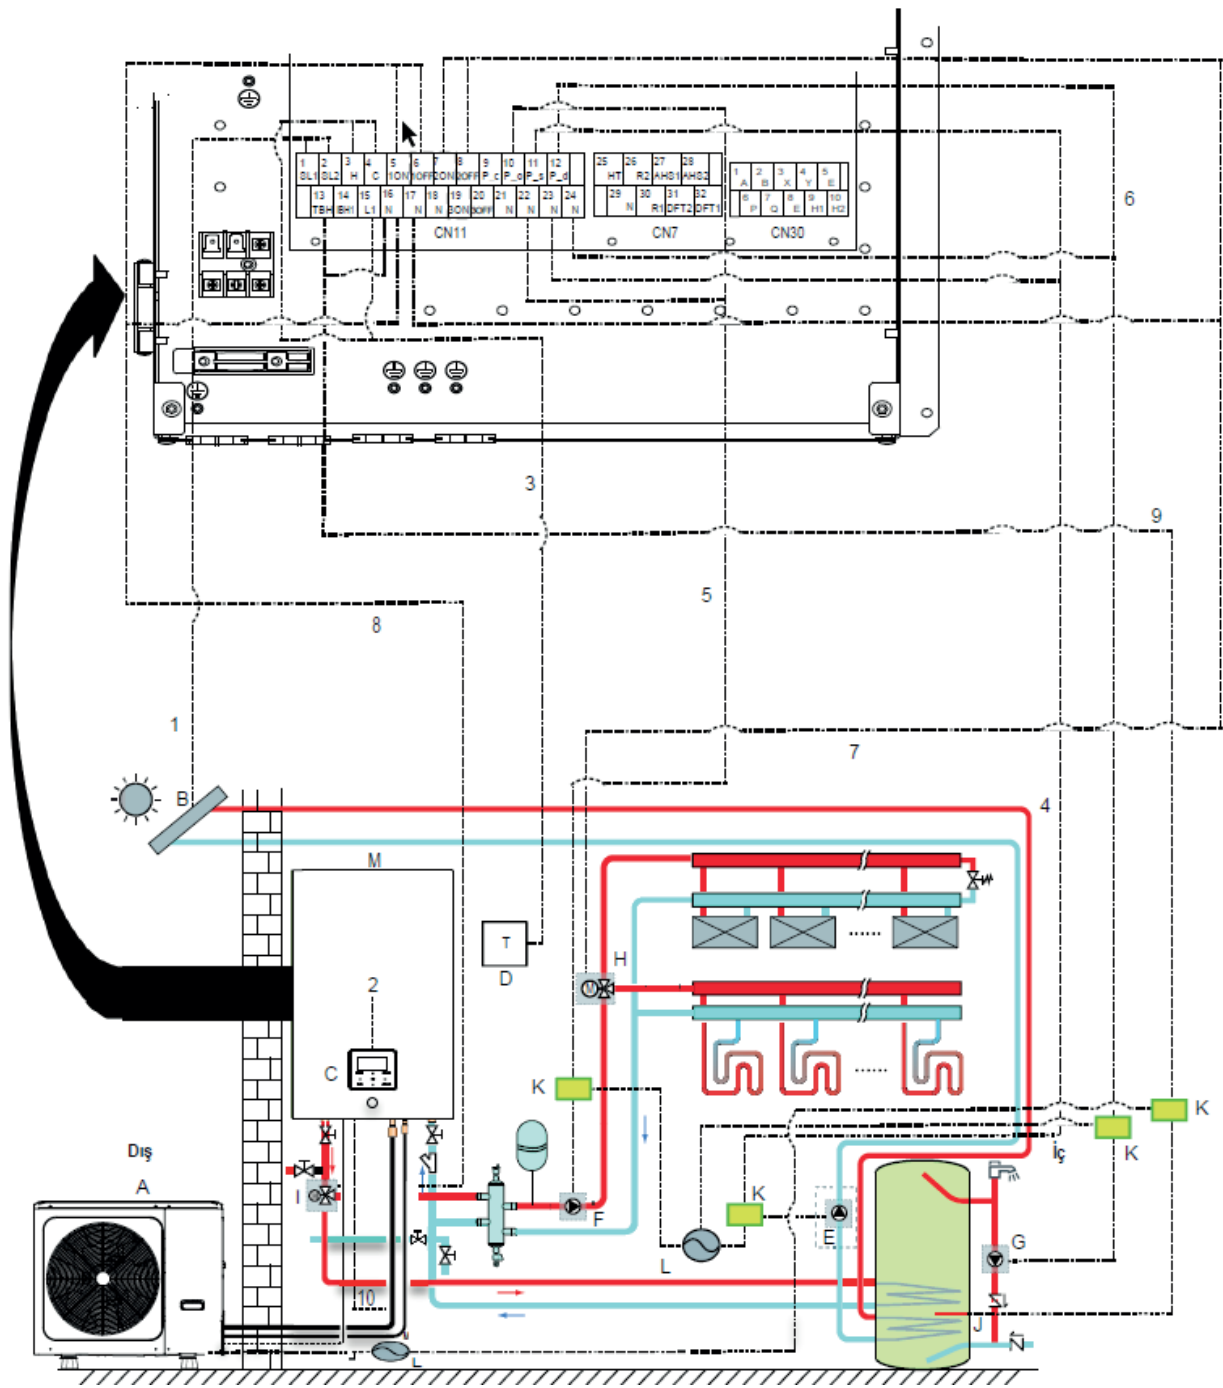 1 2 3 4 5 6 7 8 9 10 11 12
SL1 SL2 H C 1ON 1OFF 2ON 2OFF P_c P_o P_s P_d
13 14 15 16 17 18 19 20 21 22 23 24
TBH IBH1 L1 N N N 3ON 3OFF N N N N
CN11
25 26 27 28
HT R2 AHS1 AHS2
29 30 31 32
N R1 DFT2 DFT1
CN7
1 2 3 4 5
A B X Y E
6 7 8 9 10
P Q E H1 H2
CN30
6
3
9
5
8
1
7
4
B
M
2
C
T
D
H
M
K
K
K
Dış
A
I
F
K
İç
E
G
L
J
10
L